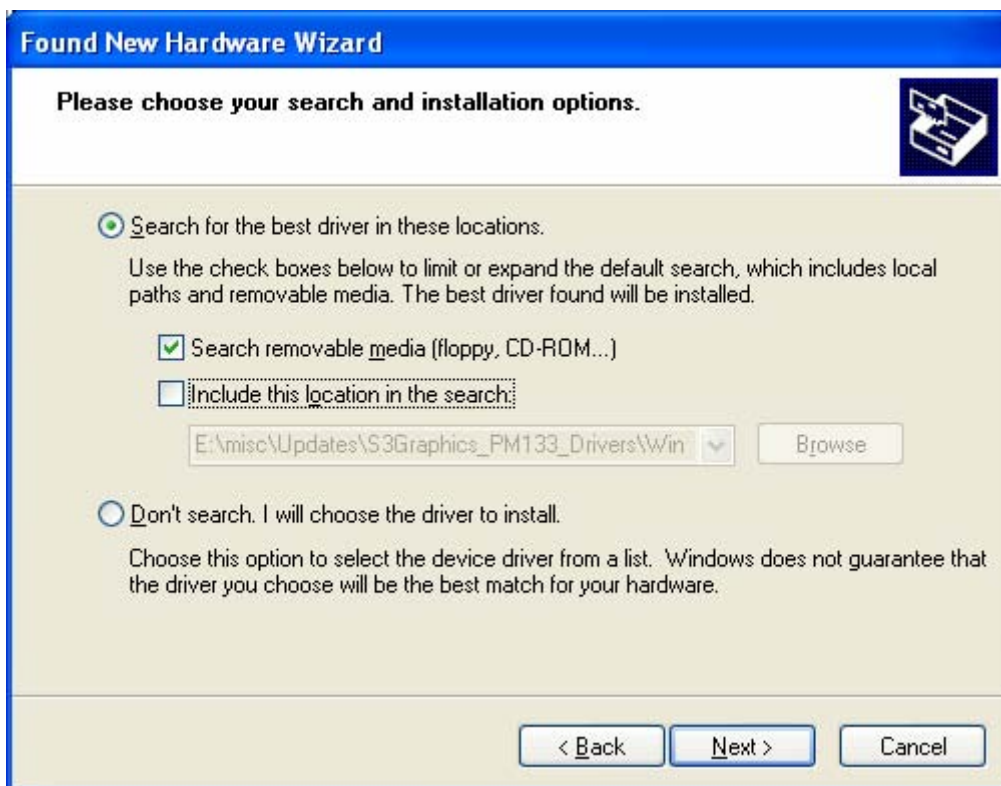 Found New Hardware Wizard
Please choose your search and installation options.
Search for the best driver in these locations.
Use the check boxes below to limit or expand the default search, which includes local
paths and removable media. The best driver found will be installed.
Search removable media (floppy, CD-ROM...)
Include this location in the search:
E:\misc\Updates\S3Graphics_PM133_Drivers\Win
Browse
Don't search. I will choose the driver to install.
Choose this option to select the device driver from a list. Windows does not guarantee that
the driver you choose will be the best match for your hardware.
< Back
Next >
Cancel